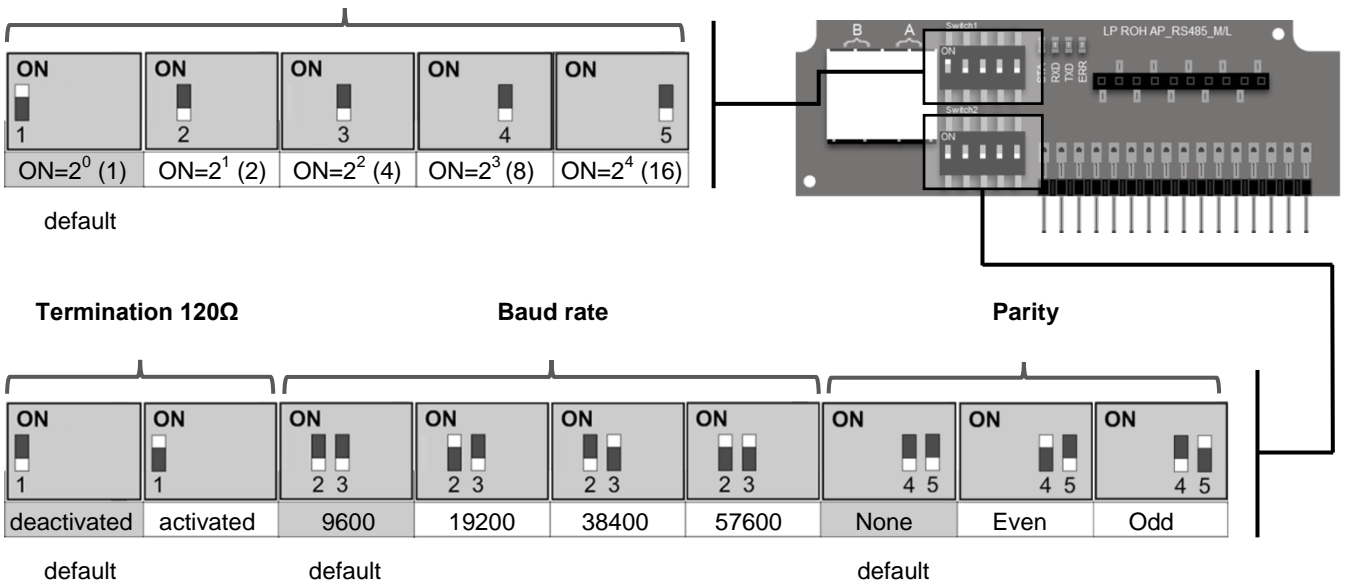 ON ON ON ON ON
1 2 3 4 5
ON=2⁰ (1) ON=2¹ (2) ON=2² (4) ON=2³ (8) ON=2⁴ (16)
default
Switch1
B A
LP ROH AP_RS485_M/L
ON
STA RXD TXD ERR
Switch2
ON
Termination 120Ω Baud rate Parity
ON ON ON ON ON ON ON ON ON
1 1 2 3 2 3 2 3 2 3 4 5 4 5 4 5
deactivated activated 9600 19200 38400 57600 None Even Odd
default default default